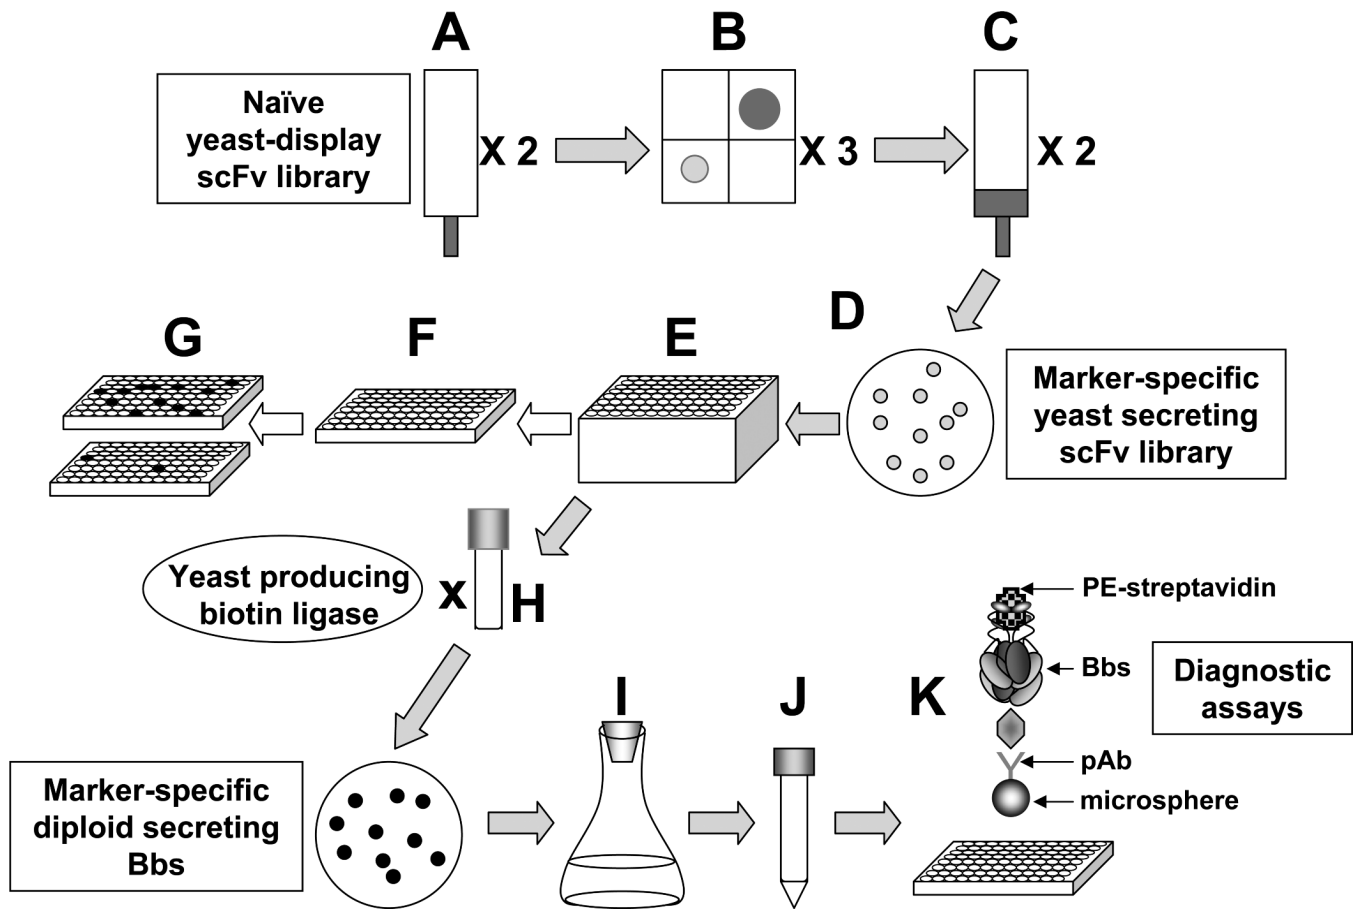 A
B
C
Naïve
yeast-display
scFv library
X 2
X 3
X 2
D
G
F
E
Marker-specific
yeast secreting
scFv library
Yeast producing
biotin ligase
x
H
PE-streptavidin
Bbs
Diagnostic
assays
I
J
K
pAb
microsphere
Marker-specific
diploid secreting
Bbs